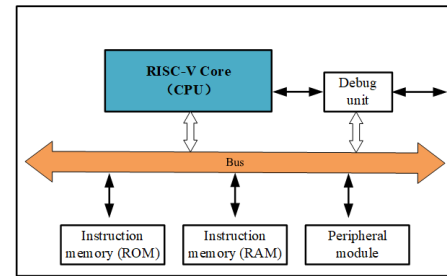 RISC-V Core
（CPU）
Debug
unit
Bus
Instruction
memory (ROM)
Instruction
memory (RAM)
Peripheral
module